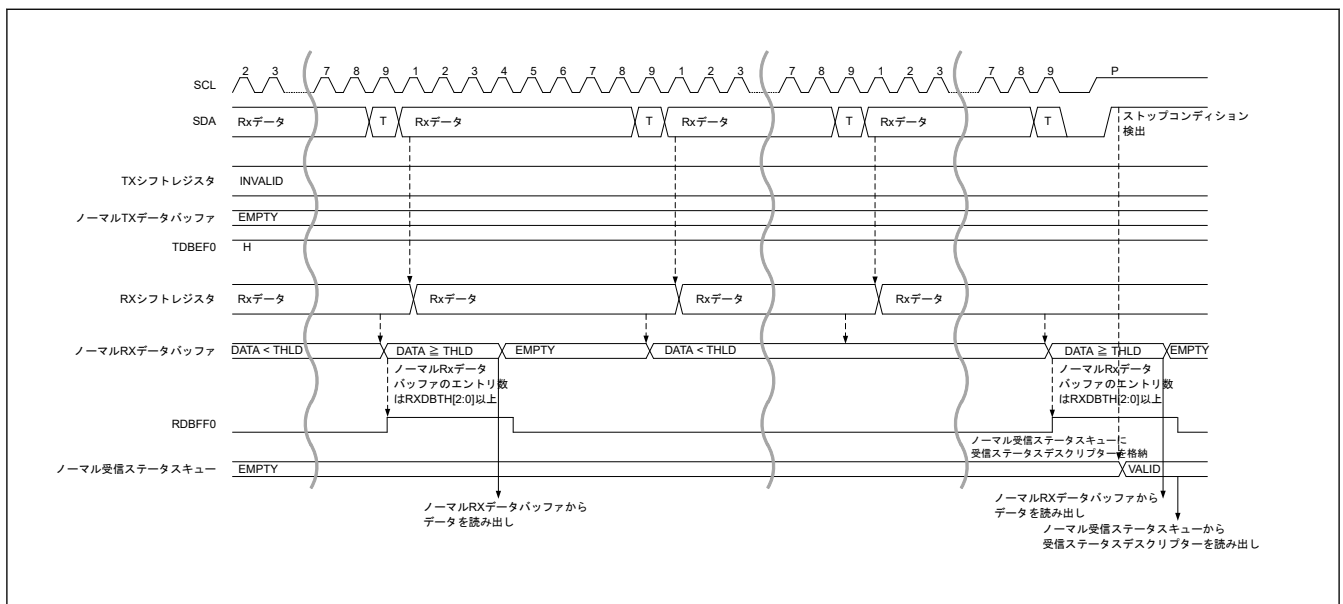 2 3 7 8 9 1 2 3 4 5 6 7 8 9 1 2 3 7 8 9 1 2 3 7 8 9 P
SCL
SDA Rxデータ T Rxデータ T Rxデータ T Rxデータ T ストップコンディション
検出
TXシフトレジスタ INVALID
ノーマルTXデータバッファ EMPTY
TDBEF0 H
RXシフトレジスタ Rxデータ Rxデータ Rxデータ Rxデータ
ノーマルRXデータバッファ DATA < THLD DATA ≧ THLD EMPTY DATA < THLD DATA ≧ THLD EMPTY
ノーマルRxデータ
バッファのエントリ数
はRXDBTH[2:0]以上
ノーマルRxデータ
バッファのエントリ数
はRXDBTH[2:0]以上
RDBFF0
ノーマル受信ステータスキューに
受信ステータスデスクリプターを格納
ノーマル受信ステータスキュー EMPTY VALID
ノーマルRXデータバッファから
データを読み出し
ノーマルRXデータバッファから
データを読み出し
ノーマル受信ステータスキューから
受信ステータスデスクリプターを読み出し